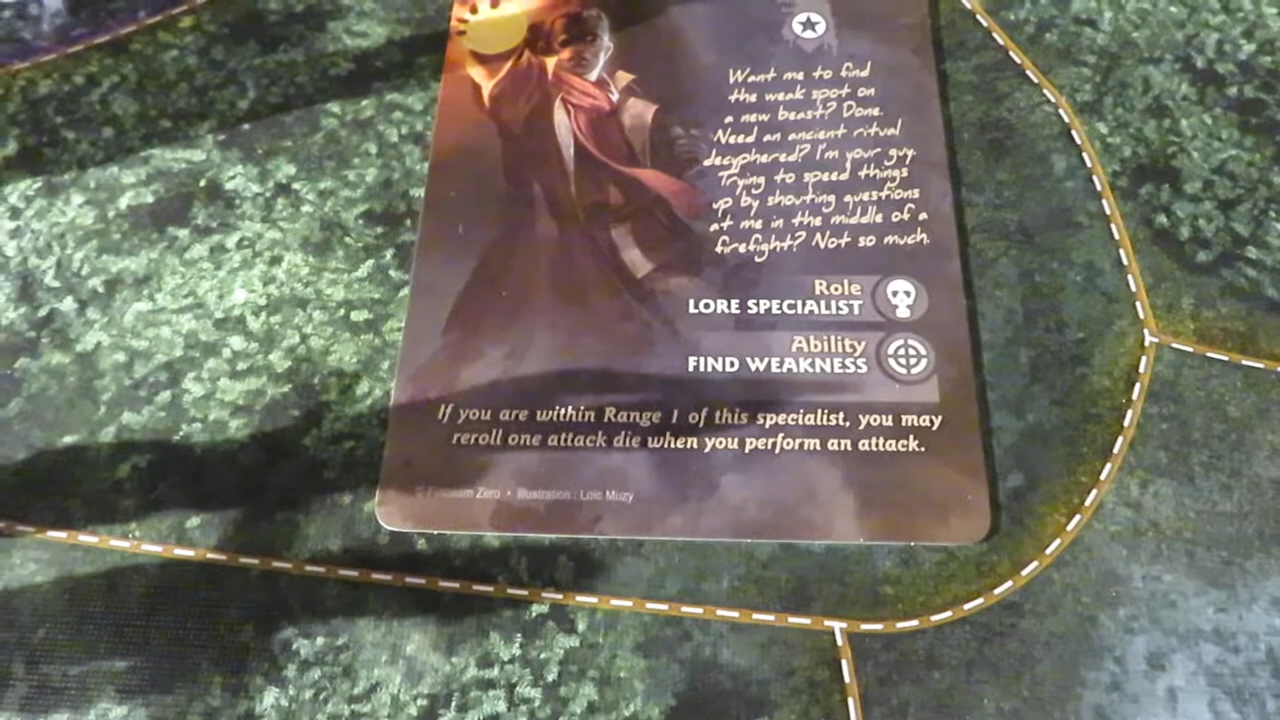 Want me to find
the weak spot on
a new beast? Done.
Need an ancient ritual
decyphered? I'm your guy.
Trying to speed things
up by shouting questions
at me in the middle of a
firefight? Not so much.
Role
LORE SPECIALIST
Ability
FIND WEAKNESS
If you are within Range 1 of this specialist, you may
reroll one attack die when you perform an attack.
Zero • Illustration : Loïc Muzy